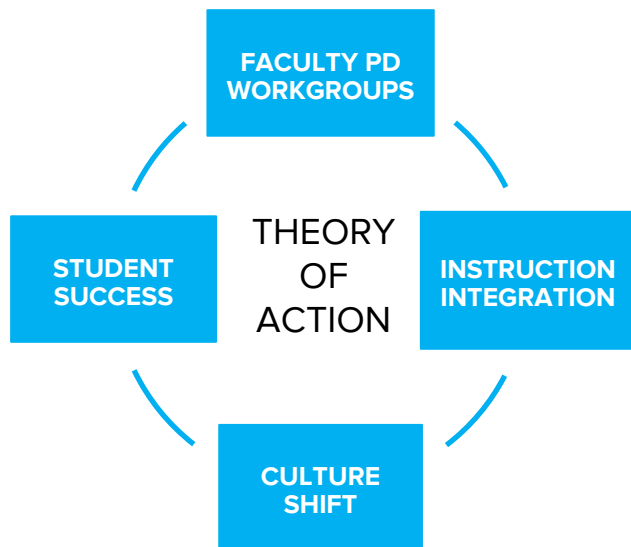 FACULTY PD
WORKGROUPS
STUDENT
SUCCESS
THEORY
OF
ACTION
INSTRUCTION
INTEGRATION
CULTURE
SHIFT